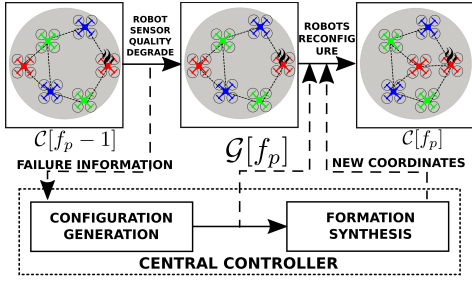 ROBOT
SENSOR
QUALITY
DEGRADE
ROBOTS
RECONFIG
URE
C[f_p − 1]
G[f_p]
C[f_p]
FAILURE INFORMATION
NEW COORDINATES
CONFIGURATION
GENERATION
FORMATION
SYNTHESIS
CENTRAL CONTROLLER